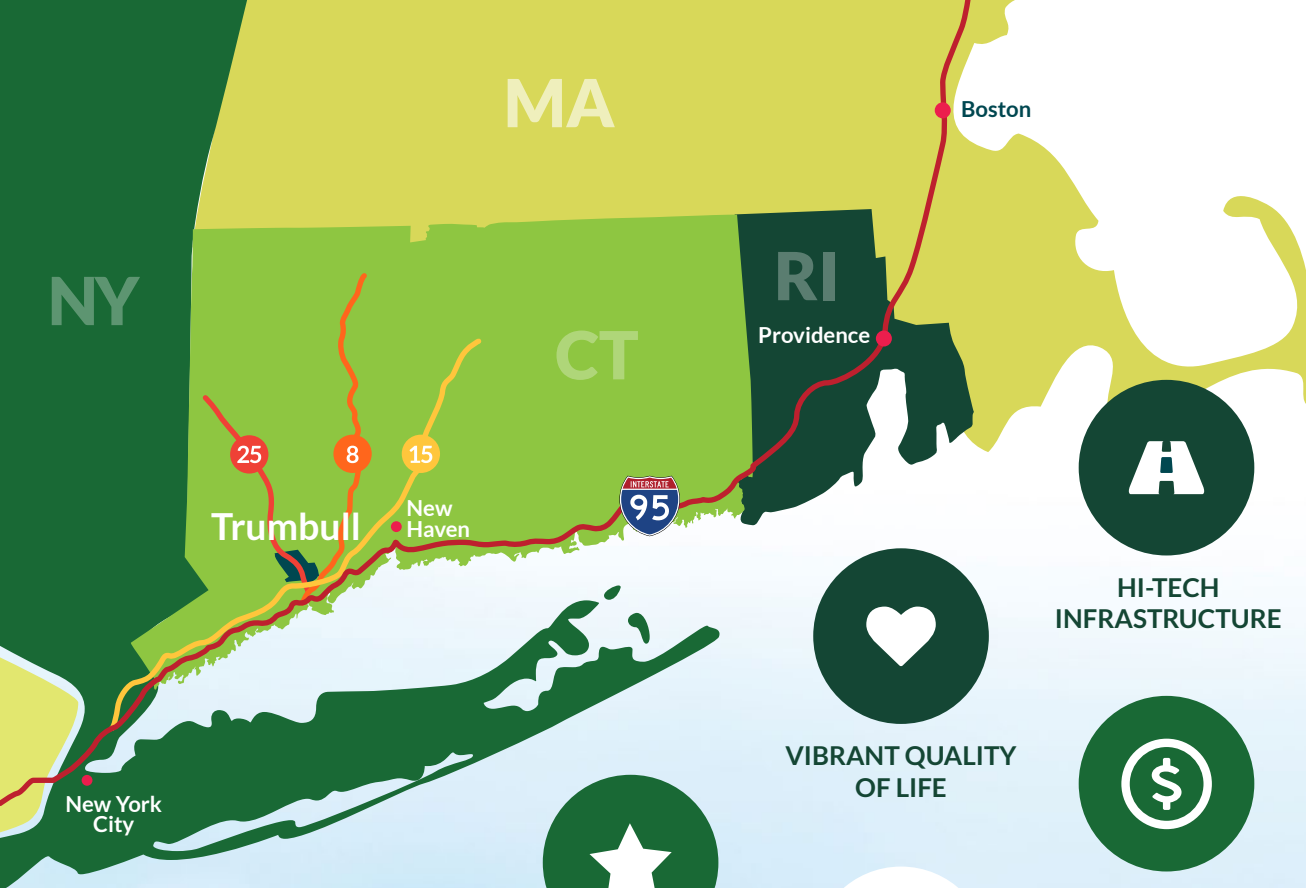 MA
Boston
NY
RI
Providence
CT
25
8
15
INTERSTATE
95
New
Haven
Trumbull
HI-TECH
INFRASTRUCTURE
VIBRANT QUALITY
OF LIFE
$
New York
City